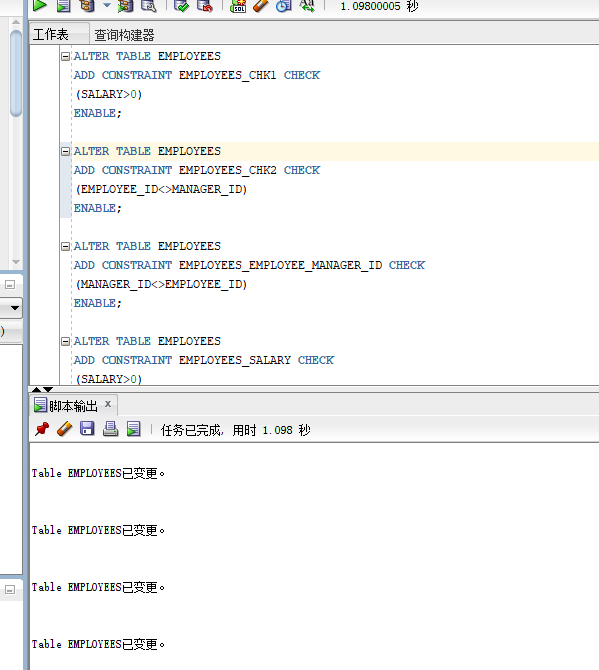 1.09800005 秒
工作表 查询构建器
ALTER TABLE EMPLOYEES
ADD CONSTRAINT EMPLOYEES_CHK1 CHECK
(SALARY>0)
ENABLE;
ALTER TABLE EMPLOYEES
ADD CONSTRAINT EMPLOYEES_CHK2 CHECK
(EMPLOYEE_ID<>MANAGER_ID)
ENABLE;
ALTER TABLE EMPLOYEES
ADD CONSTRAINT EMPLOYEES_EMPLOYEE_MANAGER_ID CHECK
(MANAGER_ID<>EMPLOYEE_ID)
ENABLE;
ALTER TABLE EMPLOYEES
ADD CONSTRAINT EMPLOYEES_SALARY CHECK
(SALARY>0)
)
脚本输出 x
任务已完成, 用时 1.098 秒
Table EMPLOYEES已变更。
Table EMPLOYEES已变更。
Table EMPLOYEES已变更。
Table EMPLOYEES已变更。